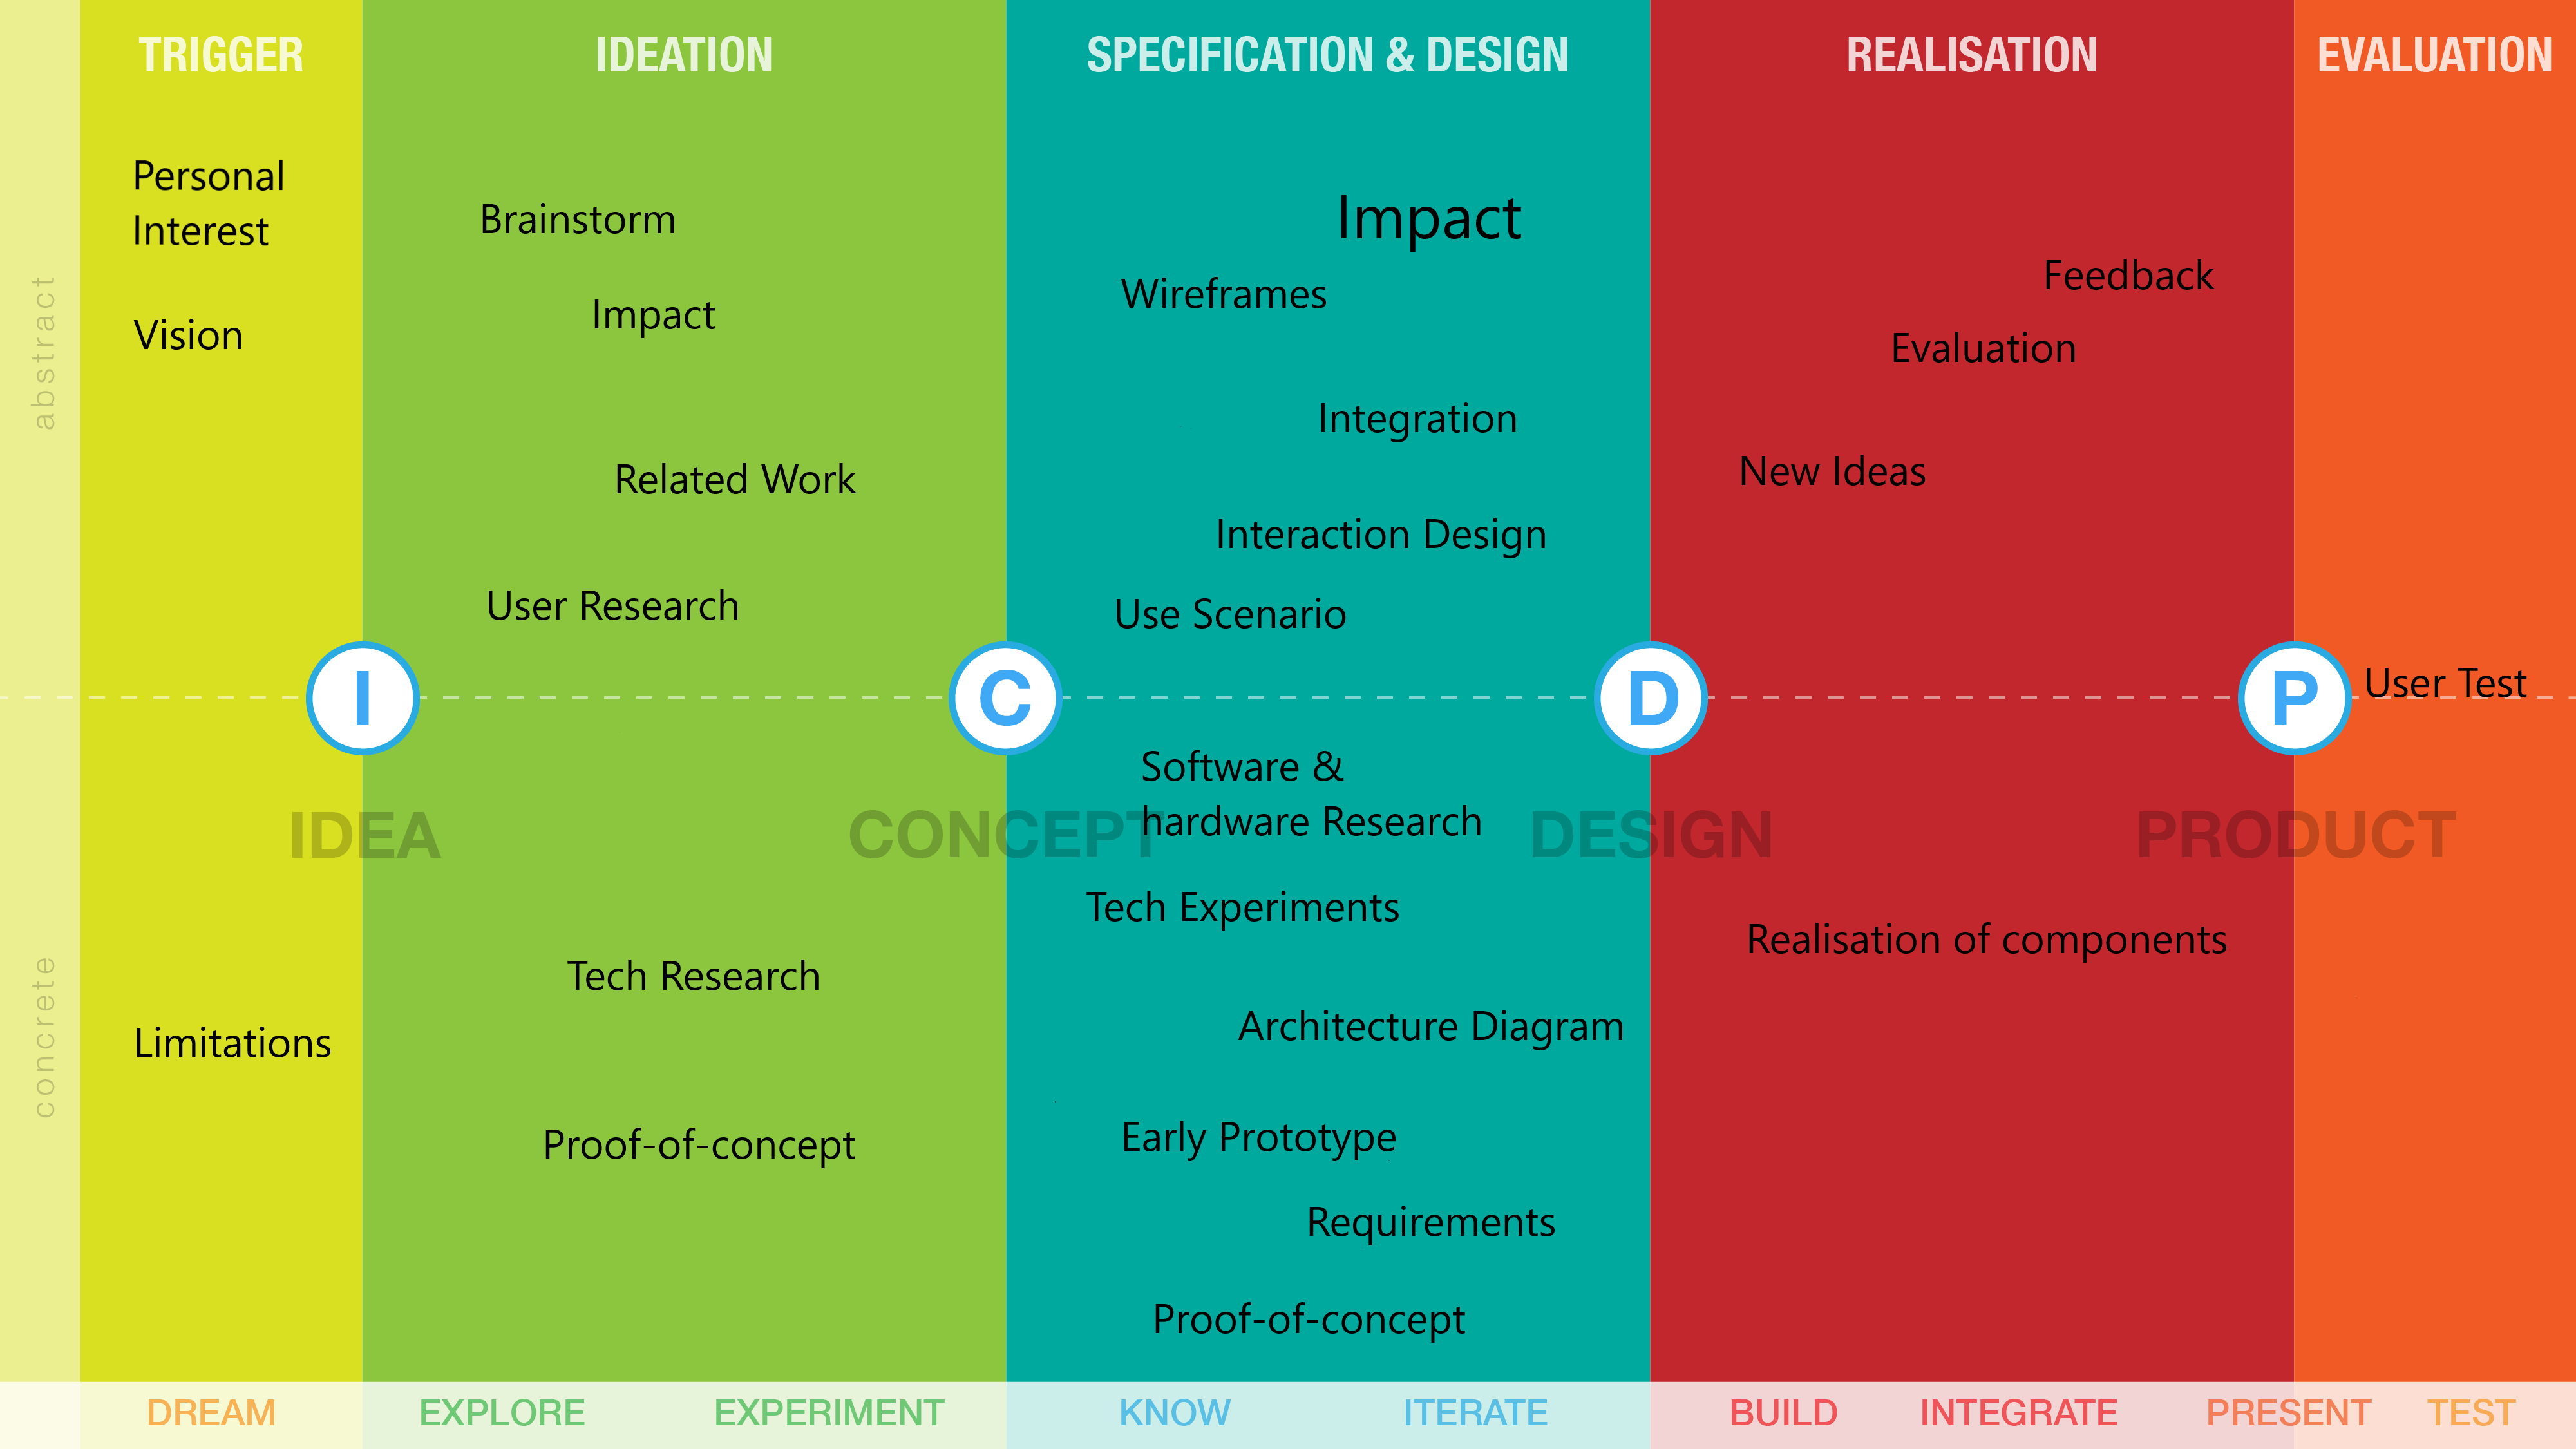 TRIGGER
IDEATION
SPECIFICATION & DESIGN
REALISATION
EVALUATION
abstract
concrete
Personal
Interest
Vision
Limitations
Brainstorm
Impact
Related Work
User Research
Tech Research
Proof-of-concept
Impact
Wireframes
Integration
Interaction Design
Use Scenario
Software &
hardware Research
Tech Experiments
Architecture Diagram
Early Prototype
Requirements
Proof-of-concept
Feedback
Evaluation
New Ideas
Realisation of components
User Test
I
C
D
P
IDEA
CONCEPT
DESIGN
PRODUCT
DREAM
EXPLORE
EXPERIMENT
KNOW
ITERATE
BUILD
INTEGRATE
PRESENT
TEST